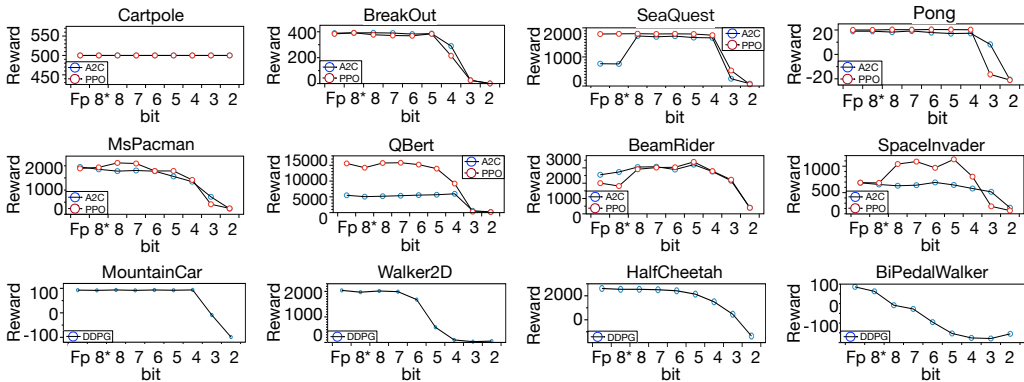 Cartpole
Reward
550
500
450
A2C
PPO
Fp 8* 8 7 6 5 4 3 2
bit
BreakOut
Reward
400
200
0
A2C
PPO
Fp 8* 8 7 6 5 4 3 2
bit
SeaQuest
Reward
2000
1000
0
A2C
PPO
Fp 8* 8 7 6 5 4 3 2
bit
Pong
Reward
20
0
-20
A2C
PPO
Fp 8* 8 7 6 5 4 3 2
bit
MsPacman
Reward
2000
1000
0
A2C
PPO
Fp 8* 8 7 6 5 4 3 2
bit
QBert
Reward
15000
10000
5000
0
A2C
PPO
Fp 8* 8 7 6 5 4 3 2
bit
BeamRider
Reward
3000
2000
1000
0
A2C
PPO
Fp 8* 8 7 6 5 4 3 2
bit
SpaceInvader
Reward
1000
500
0
A2C
PPO
Fp 8* 8 7 6 5 4 3 2
bit
MountainCar
Reward
100
0
-100
DDPG
Fp 8* 8 7 6 5 4 3 2
bit
Walker2D
Reward
2000
1000
0
DDPG
Fp 8* 8 7 6 5 4 3 2
bit
HalfCheetah
Reward
2000
0
DDPG
Fp 8* 8 7 6 5 4 3 2
bit
BiPedalWalker
Reward
100
0
-100
DDPG
Fp 8* 8 7 6 5 4 3 2
bit